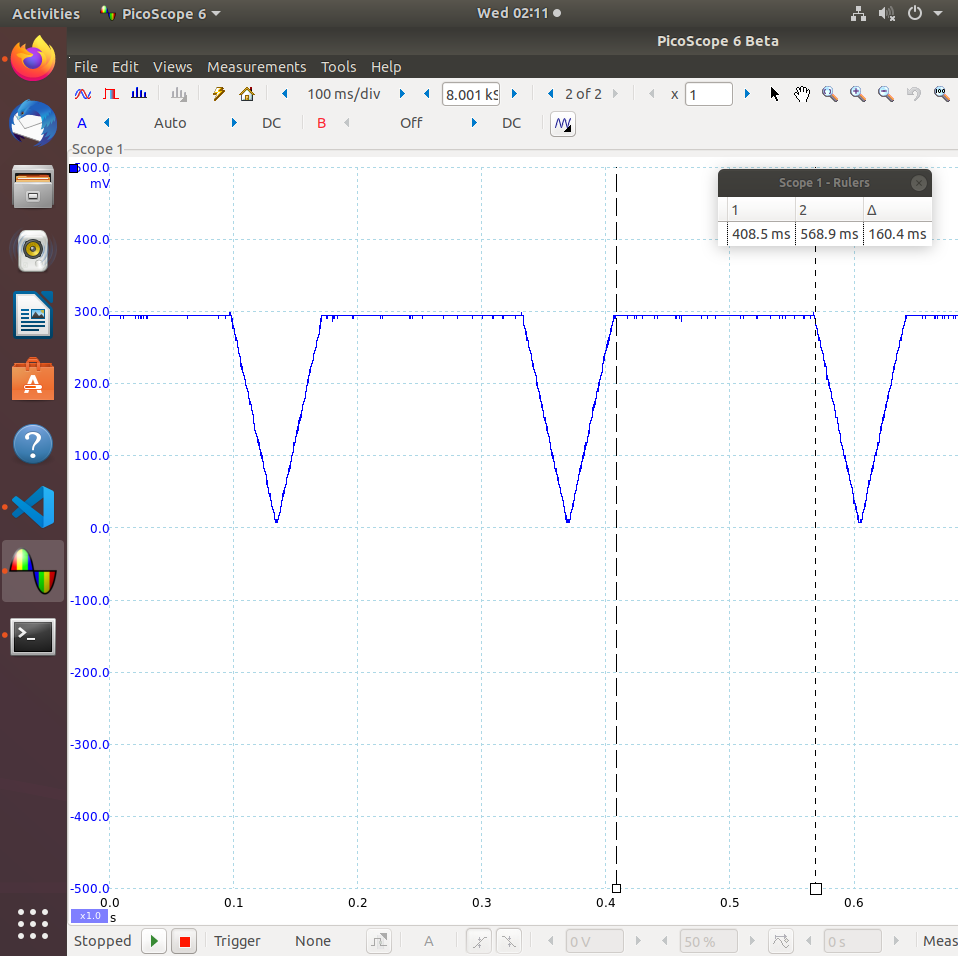 Activities PicoScope 6 Wed 02:11
PicoScope 6 Beta
File Edit Views Measurements Tools Help
100 ms/div 8.001 kS 2 of 2 x 1
A Auto DC B Off DC
Scope 1
500.0
mV
400.0
300.0
200.0
100.0
0.0
-100.0
-200.0
-300.0
-400.0
-500.0
Scope 1 - Rulers
1 2 Δ
408.5 ms 568.9 ms 160.4 ms
0.0 0.1 0.2 0.3 0.4 0.5 0.6
x1.0 s
Stopped Trigger None A 0 V 50 % 0 s Meas